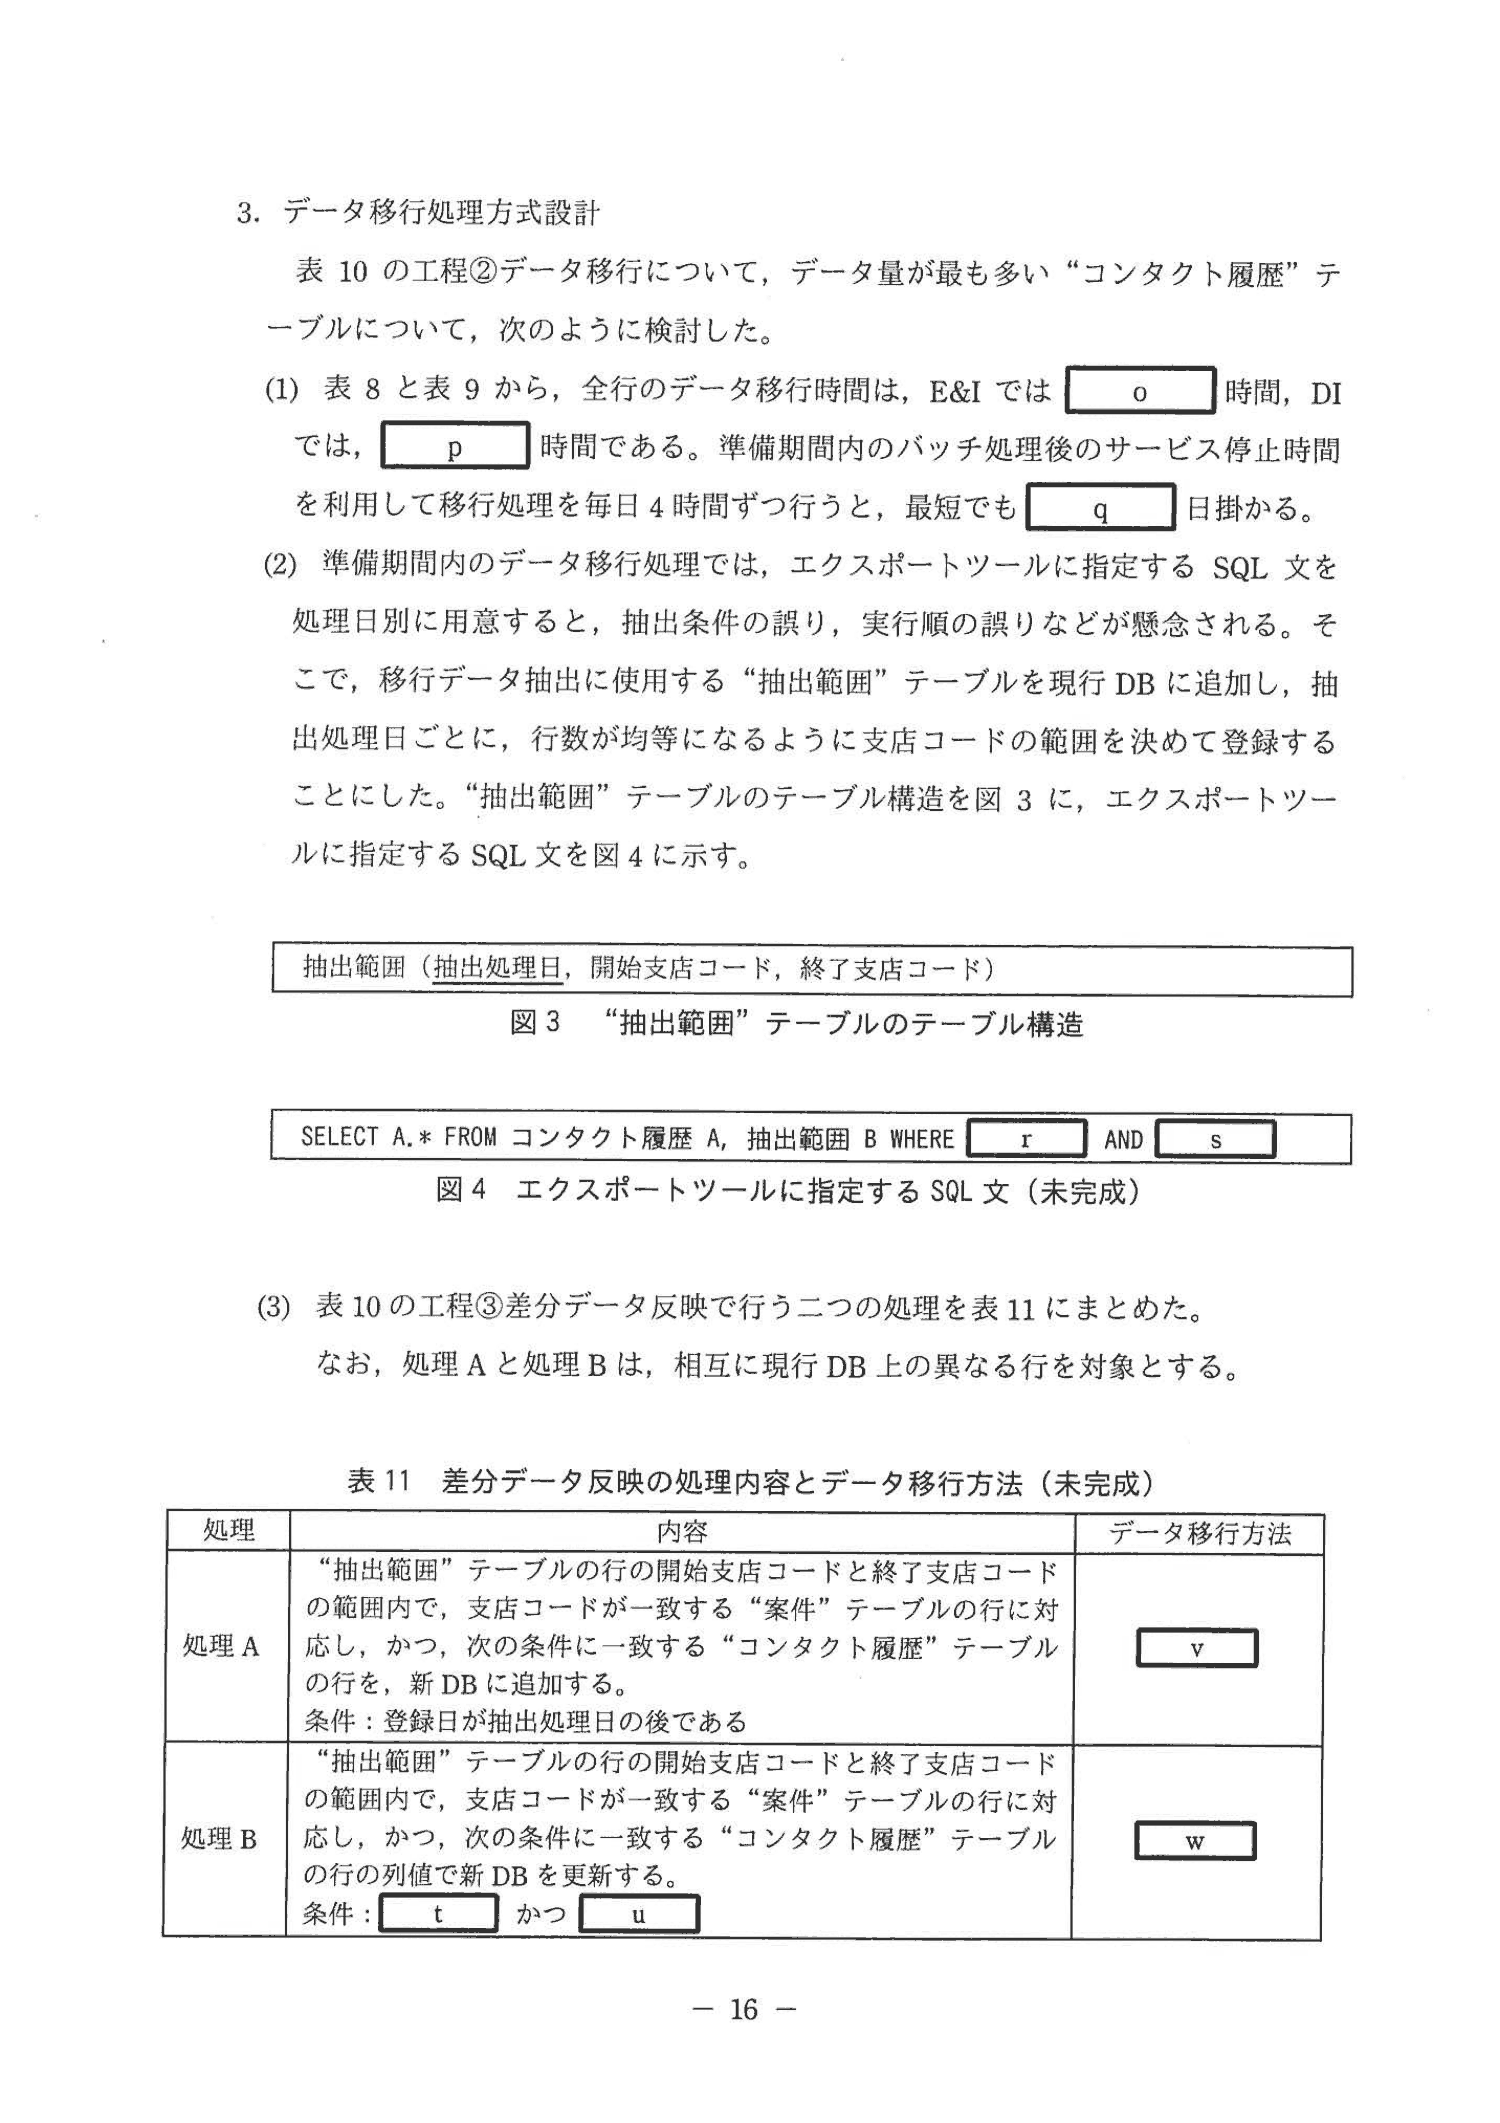 3. データ移行処理方式設計
表 10 の工程②データ移行について，データ量が最も多い“コンタクト履歴”テ
ーブルについて，次のように検討した。
(1) 表 8 と表 9 から，全行のデータ移行時間は，E&I では o 時間，DI
では， p 時間である。準備期間内のバッチ処理後のサービス停止時間
を利用して移行処理を毎日 4 時間ずつ行うと，最短でも q 日掛かる。
(2) 準備期間内のデータ移行処理では，エクスポートツールに指定する SQL 文を
処理日別に用意すると，抽出条件の誤り，実行順の誤りなどが懸念される。そ
こで，移行データ抽出に使用する“抽出範囲”テーブルを現行 DB に追加し，抽
出処理日ごとに，行数が均等になるように支店コードの範囲を決めて登録する
ことにした。“抽出範囲”テーブルのテーブル構造を図 3 に，エクスポートツー
ルに指定する SQL 文を図 4 に示す。
抽出範囲（抽出処理日，開始支店コード，終了支店コード）
図 3 “抽出範囲”テーブルのテーブル構造
SELECT A.* FROM コンタクト履歴 A, 抽出範囲 B WHERE r AND s
図 4 エクスポートツールに指定する SQL 文（未完成）
(3) 表 10 の工程③差分データ反映で行う二つの処理を表 11 にまとめた。
なお，処理 A と処理 B は，相互に現行 DB 上の異なる行を対象とする。
表 11 差分データ反映の処理内容とデータ移行方法（未完成）
処理 内容 データ移行方法
“抽出範囲”テーブルの行の開始支店コードと終了支店コード
の範囲内で，支店コードが一致する“案件”テーブルの行に対
処理 A 応し，かつ，次の条件に一致する“コンタクト履歴”テーブル v
の行を，新 DB に追加する。
条件：登録日が抽出処理日の後である
“抽出範囲”テーブルの行の開始支店コードと終了支店コード
の範囲内で，支店コードが一致する“案件”テーブルの行に対
処理 B 応し，かつ，次の条件に一致する“コンタクト履歴”テーブル w
の行の列値で新 DB を更新する。
条件： t かつ u
－ 16 －